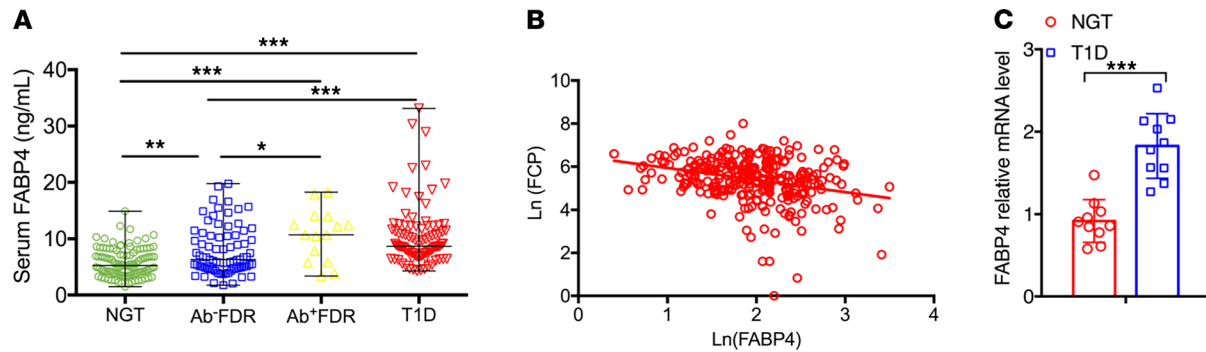 A
Serum FABP4 (ng/mL)
40
30
20
10
0
***
***
***
**
*
NGT
Ab⁻FDR
Ab⁺FDR
T1D
B
Ln (FCP)
10
8
6
4
2
0
0
1
2
3
4
Ln(FABP4)
C
NGT
T1D
FABP4 relative mRNA level
3
2
1
0
***